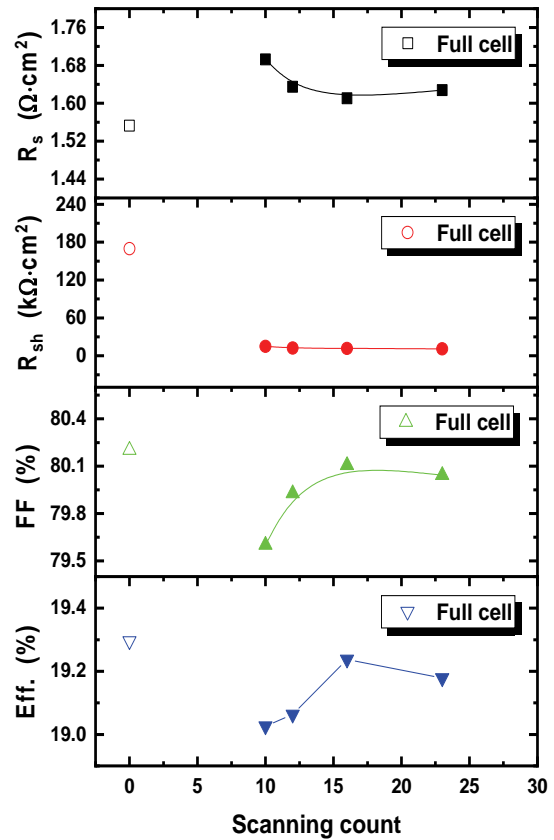 1.76
1.68
1.60
1.52
1.44
R_s (Ω·cm²)
Full cell
240
180
120
60
0
R_sh (kΩ·cm²)
Full cell
80.4
80.1
79.8
79.5
FF (%)
Full cell
19.4
19.2
19.0
Eff. (%)
Full cell
0 5 10 15 20 25 30
Scanning count